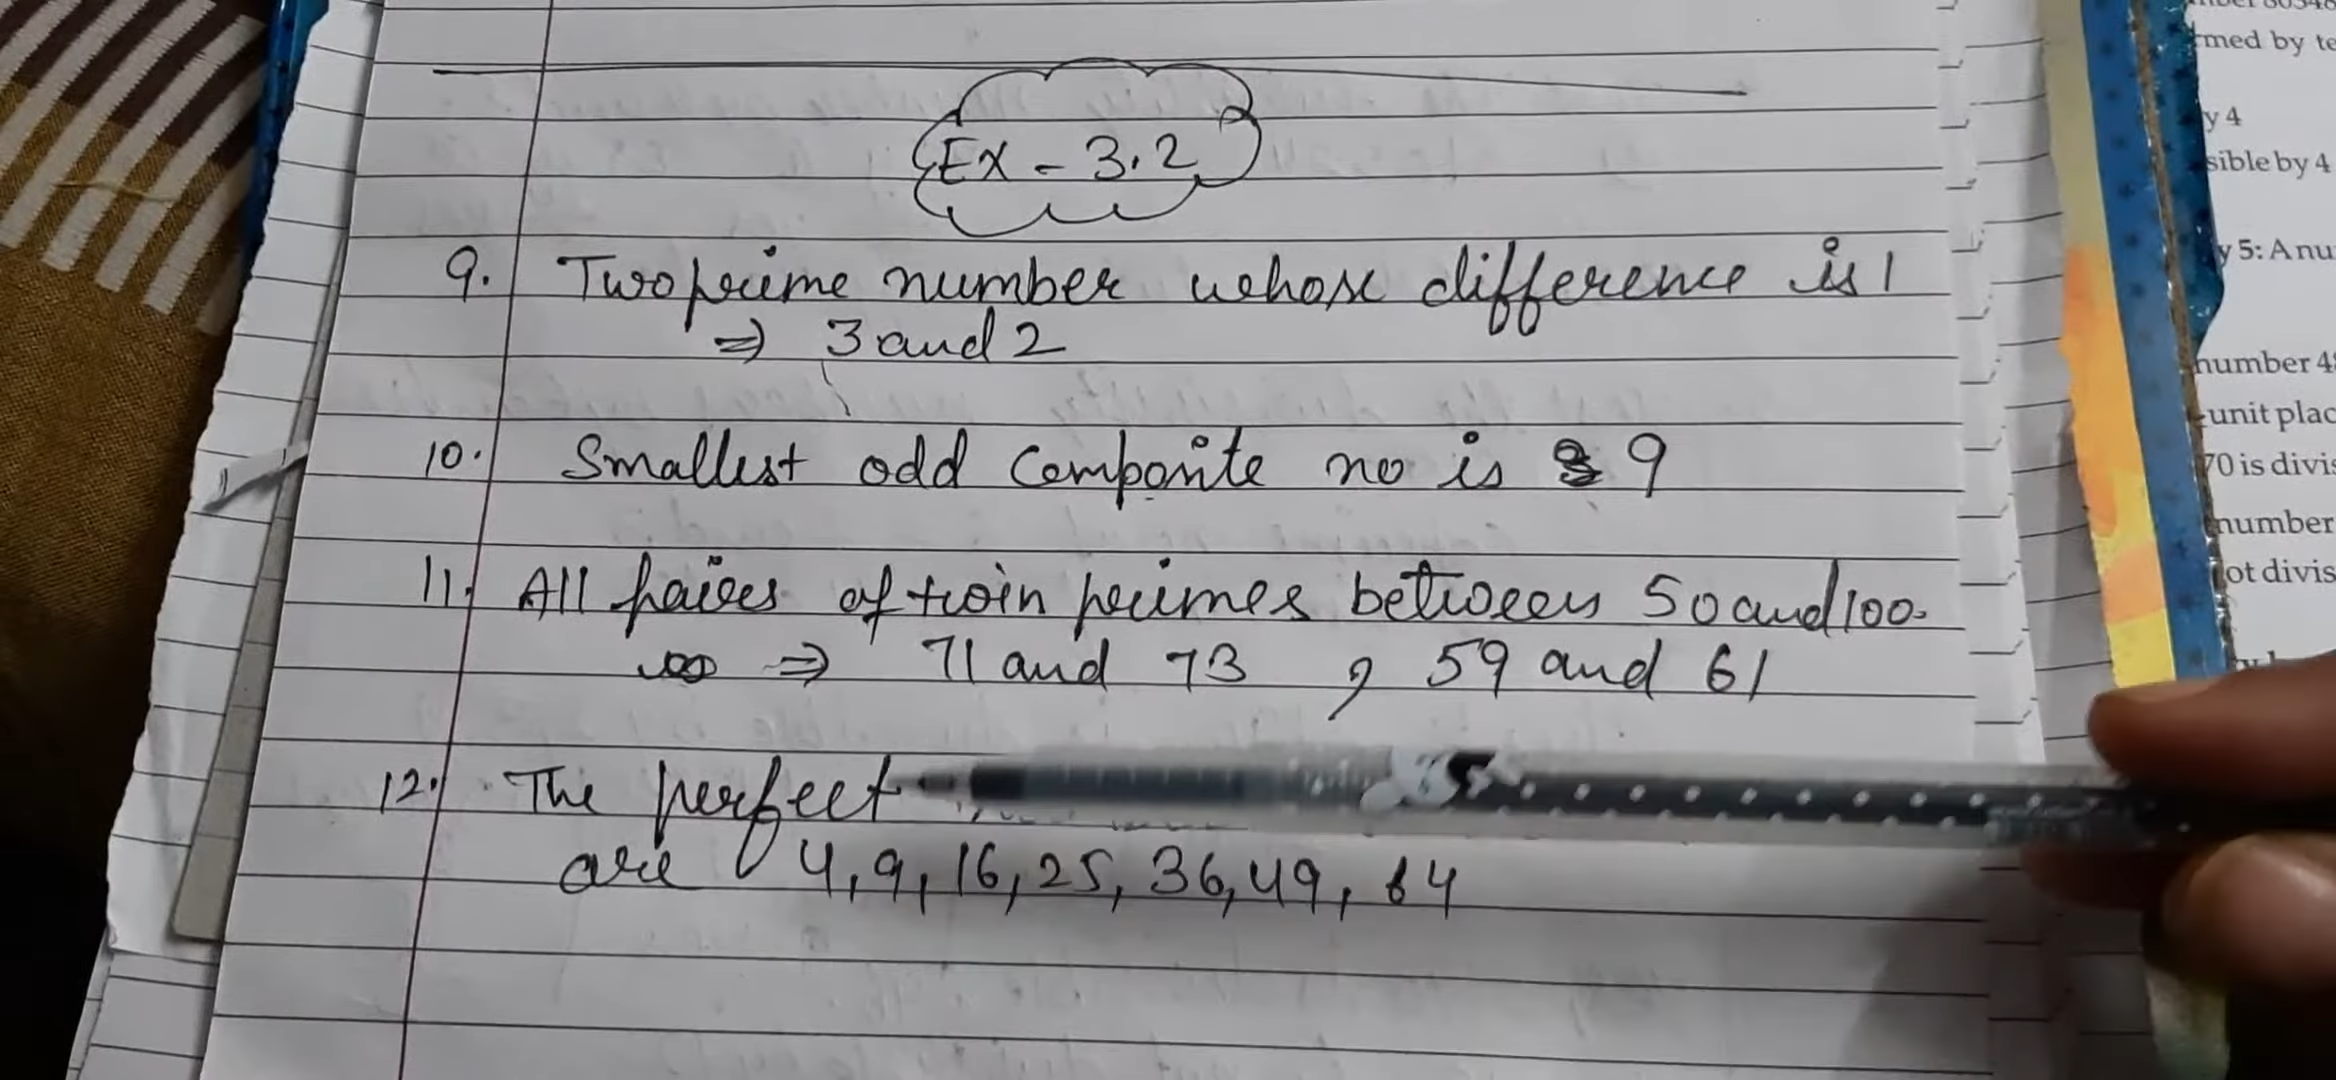 EX - 3.2
9. Two prime number whose difference is 1
⇒ 3 and 2
10. Smallest odd Composite no is 9
11. All paires of twin primes between 50 and 100.
⇒ 71 and 73 , 59 and 61
12. The perfect
are 4, 9, 16, 25, 36, 49, 64
med by te
y 4
sible by 4
y 5: A nu
number 48
unit plac
70 is divis
number
ot divis